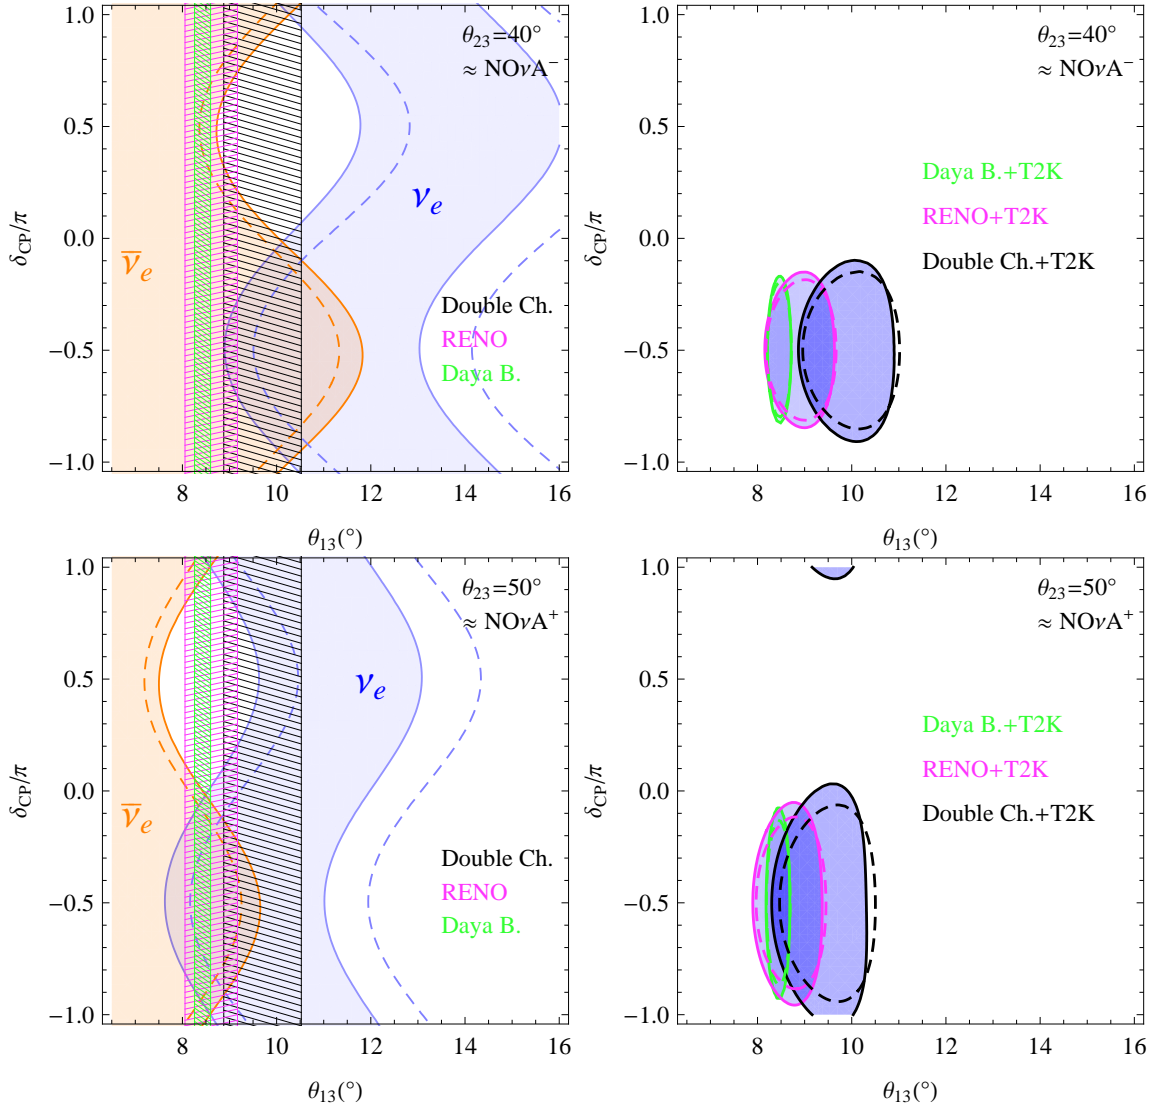 1.0
0.5
0.0
−0.5
−1.0
δCP/π
θ23=40°
≈ NOνA−
νe
ν̅e
Double Ch.
RENO
Daya B.
8 10 12 14 16
θ13(°)
1.0
0.5
0.0
−0.5
−1.0
δCP/π
θ23=40°
≈ NOνA−
Daya B.+T2K
RENO+T2K
Double Ch.+T2K
8 10 12 14 16
θ13(°)
1.0
0.5
0.0
−0.5
−1.0
δCP/π
θ23=50°
≈ NOνA+
νe
ν̅e
Double Ch.
RENO
Daya B.
8 10 12 14 16
θ13(°)
1.0
0.5
0.0
−0.5
−1.0
δCP/π
θ23=50°
≈ NOνA+
Daya B.+T2K
RENO+T2K
Double Ch.+T2K
8 10 12 14 16
θ13(°)